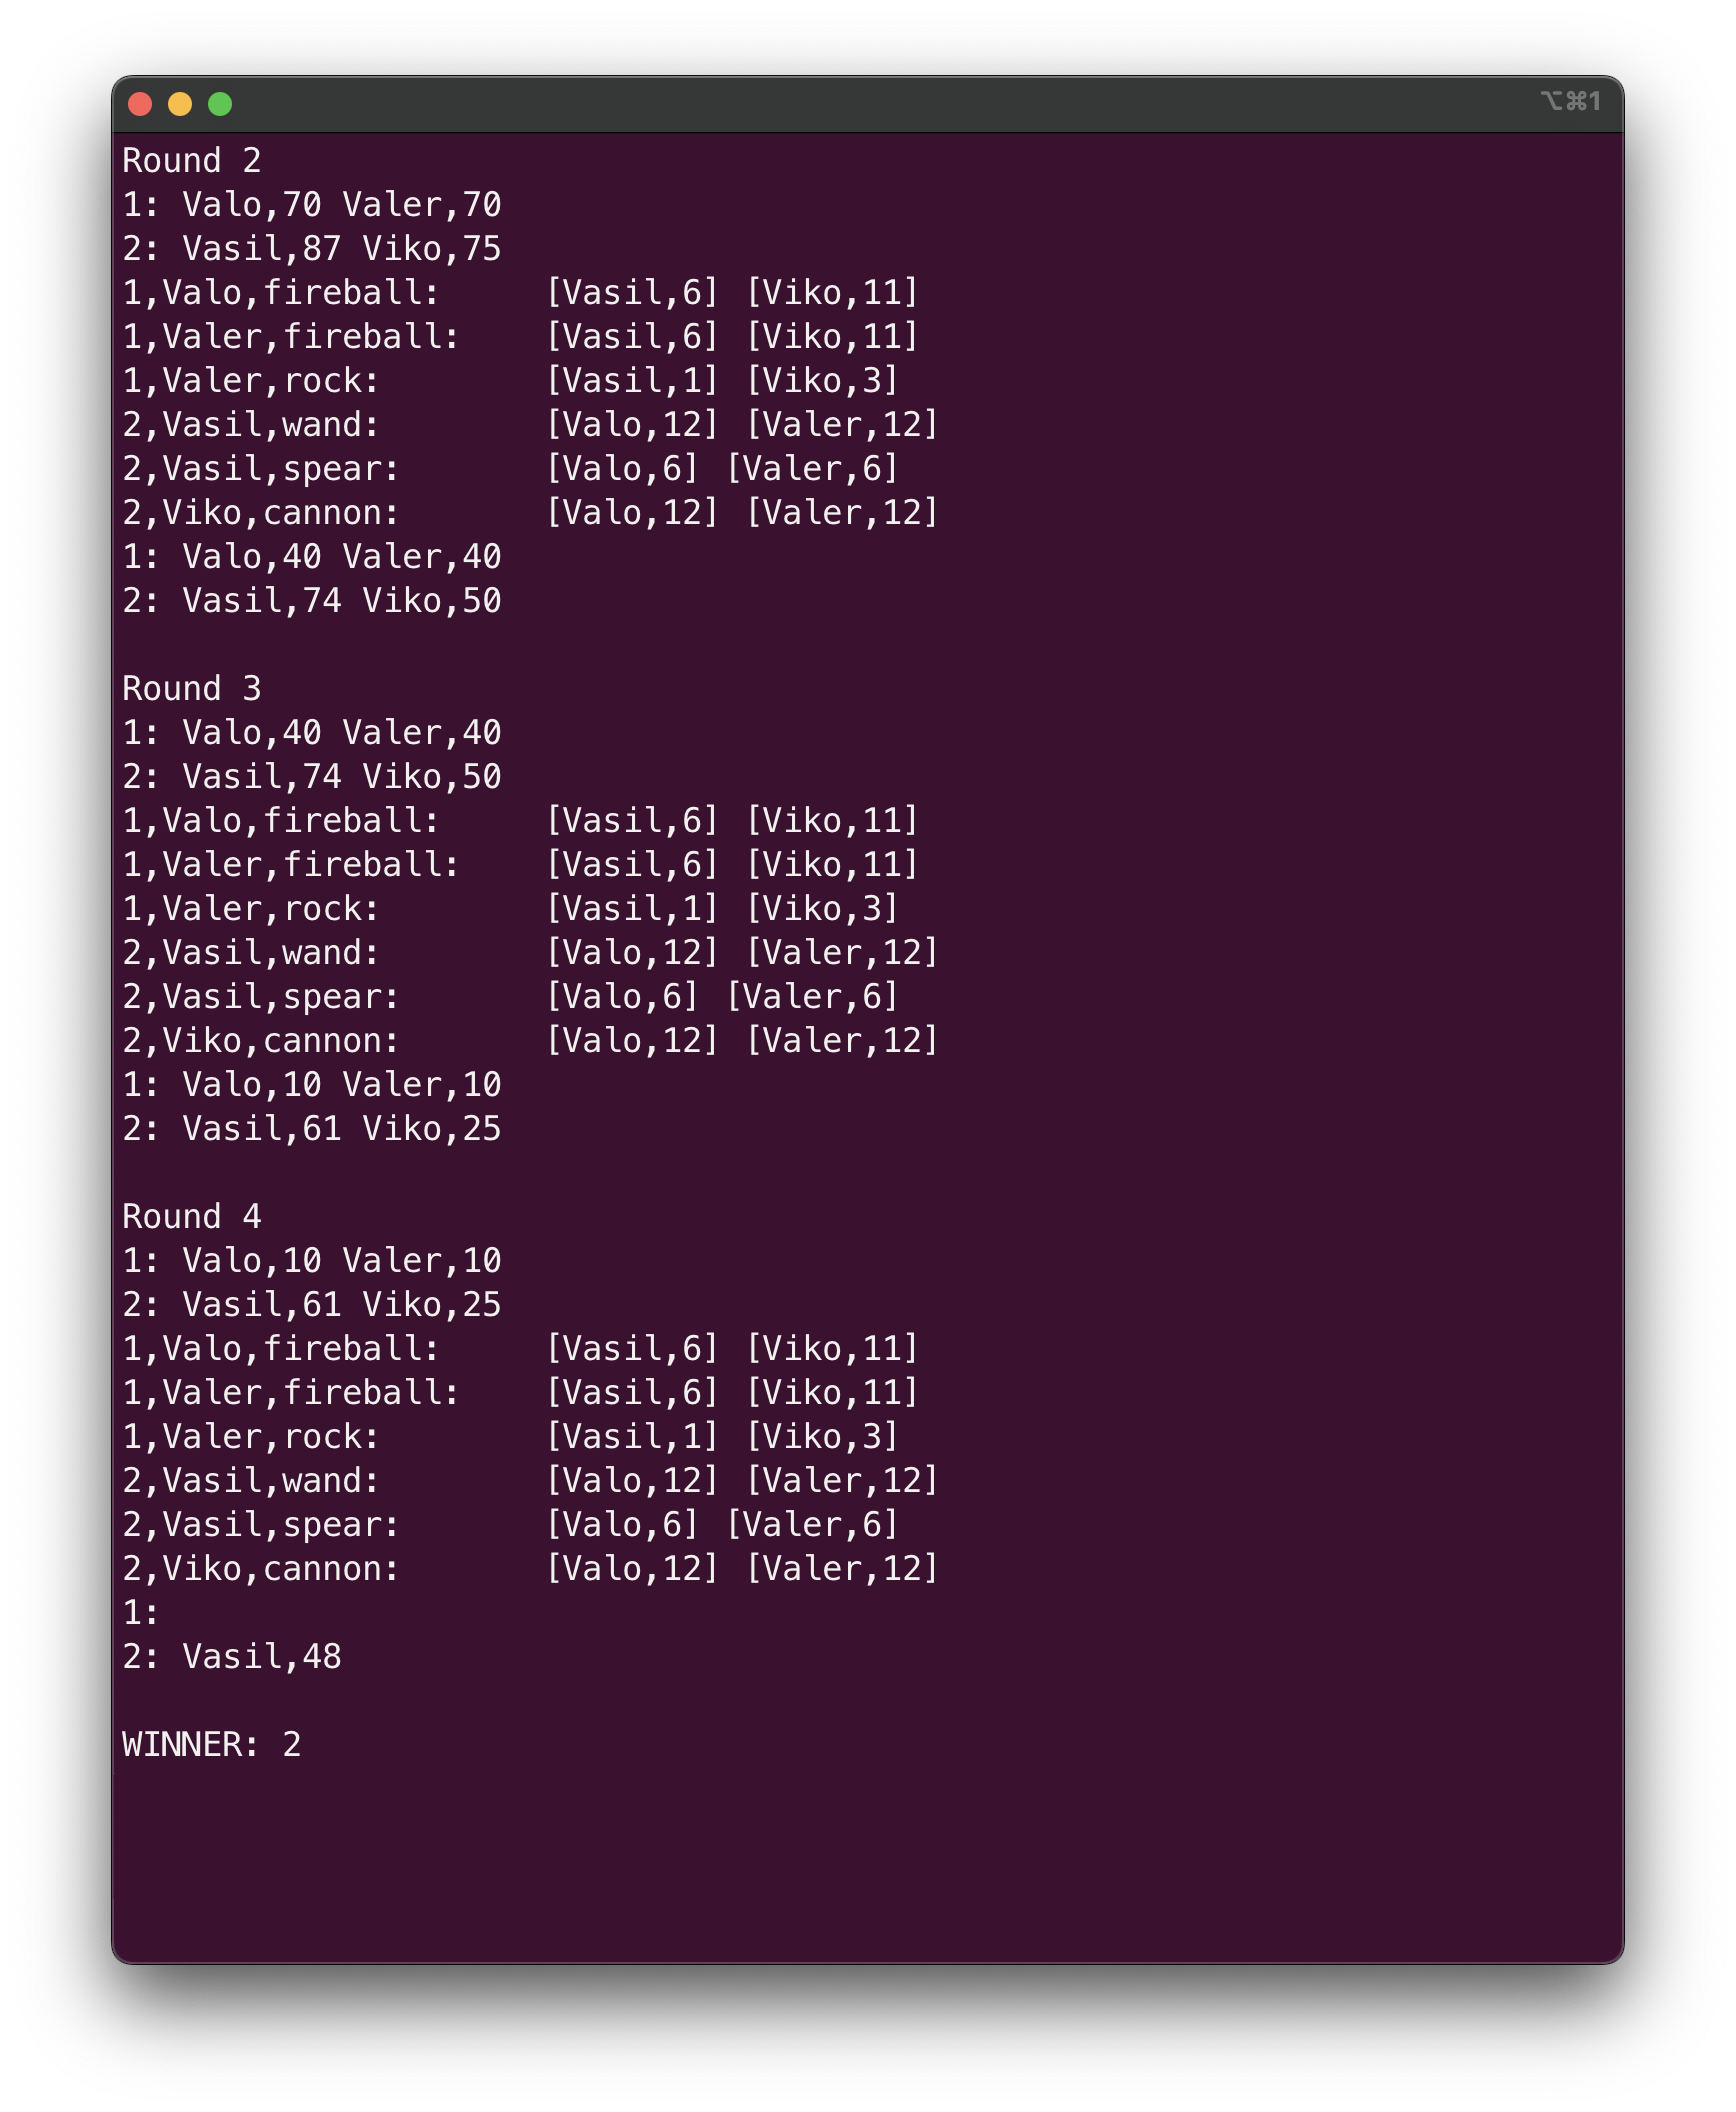 ⌥⌘1
Round 2
1: Valo,70 Valer,70
2: Vasil,87 Viko,75
1,Valo,fireball:     [Vasil,6] [Viko,11]
1,Valer,fireball:    [Vasil,6] [Viko,11]
1,Valer,rock:        [Vasil,1] [Viko,3]
2,Vasil,wand:        [Valo,12] [Valer,12]
2,Vasil,spear:       [Valo,6] [Valer,6]
2,Viko,cannon:       [Valo,12] [Valer,12]
1: Valo,40 Valer,40
2: Vasil,74 Viko,50

Round 3
1: Valo,40 Valer,40
2: Vasil,74 Viko,50
1,Valo,fireball:     [Vasil,6] [Viko,11]
1,Valer,fireball:    [Vasil,6] [Viko,11]
1,Valer,rock:        [Vasil,1] [Viko,3]
2,Vasil,wand:        [Valo,12] [Valer,12]
2,Vasil,spear:       [Valo,6] [Valer,6]
2,Viko,cannon:       [Valo,12] [Valer,12]
1: Valo,10 Valer,10
2: Vasil,61 Viko,25

Round 4
1: Valo,10 Valer,10
2: Vasil,61 Viko,25
1,Valo,fireball:     [Vasil,6] [Viko,11]
1,Valer,fireball:    [Vasil,6] [Viko,11]
1,Valer,rock:        [Vasil,1] [Viko,3]
2,Vasil,wand:        [Valo,12] [Valer,12]
2,Vasil,spear:       [Valo,6] [Valer,6]
2,Viko,cannon:       [Valo,12] [Valer,12]
1:
2: Vasil,48

WINNER: 2